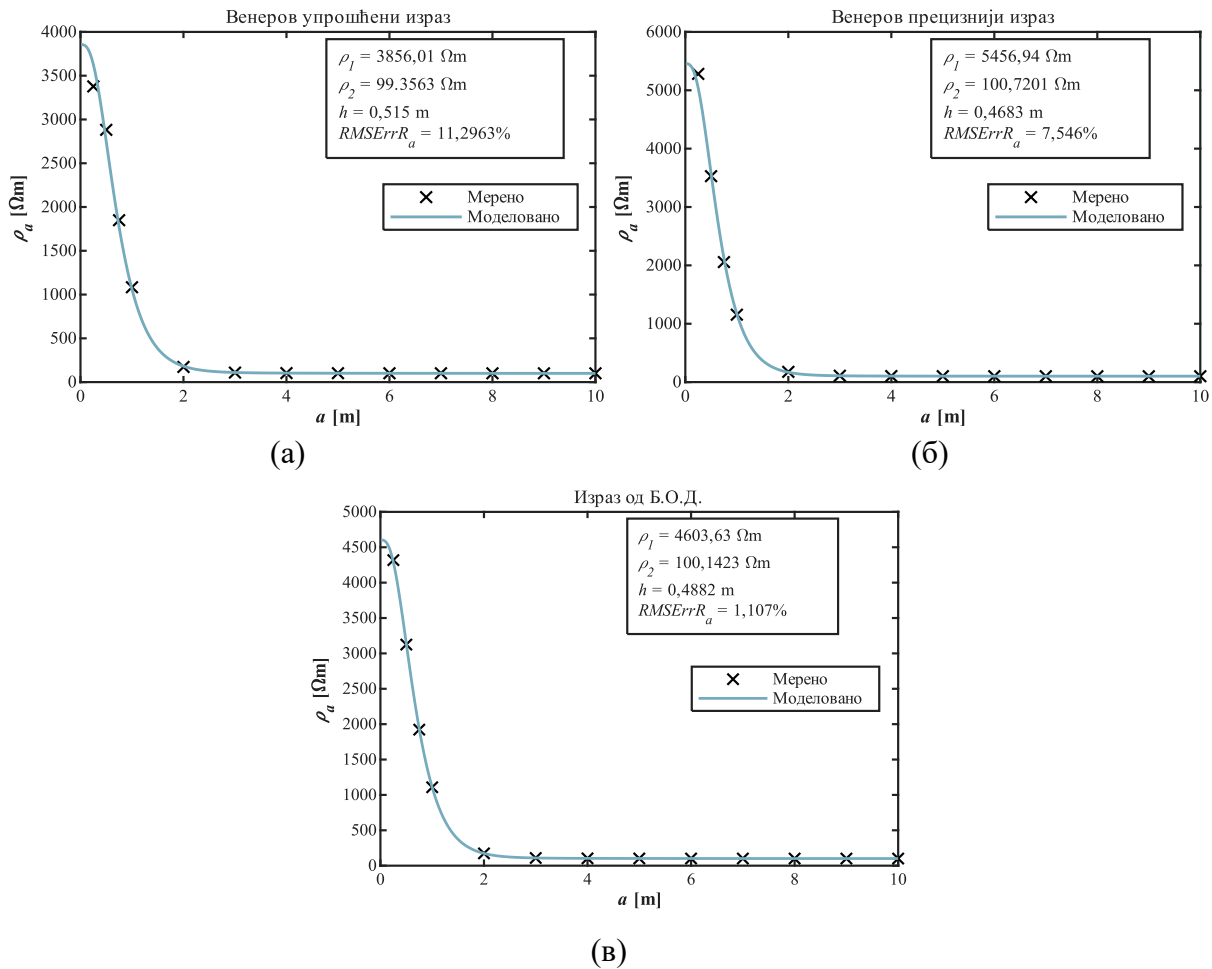 Венеров упрошћени израз
4000
3500
3000
2500
2000
1500
1000
500
0
ρₐ [Ωm]
ρ₁ = 3856,01 Ωm
ρ₂ = 99.3563 Ωm
h = 0,515 m
RMSErrRₐ = 11,2963%
Мерено
Моделовано
0 2 4 6 8 10
a [m]
(а)
Венеров прецизнији израз
6000
5000
4000
3000
2000
1000
0
ρₐ [Ωm]
ρ₁ = 5456,94 Ωm
ρ₂ = 100,7201 Ωm
h = 0,4683 m
RMSErrRₐ = 7,546%
Мерено
Моделовано
0 2 4 6 8 10
a [m]
(б)
Израз од Б.О.Д.
5000
4500
4000
3500
3000
2500
2000
1500
1000
500
0
ρₐ [Ωm]
ρ₁ = 4603,63 Ωm
ρ₂ = 100,1423 Ωm
h = 0,4882 m
RMSErrRₐ = 1,107%
Мерено
Моделовано
0 2 4 6 8 10
a [m]
(в)